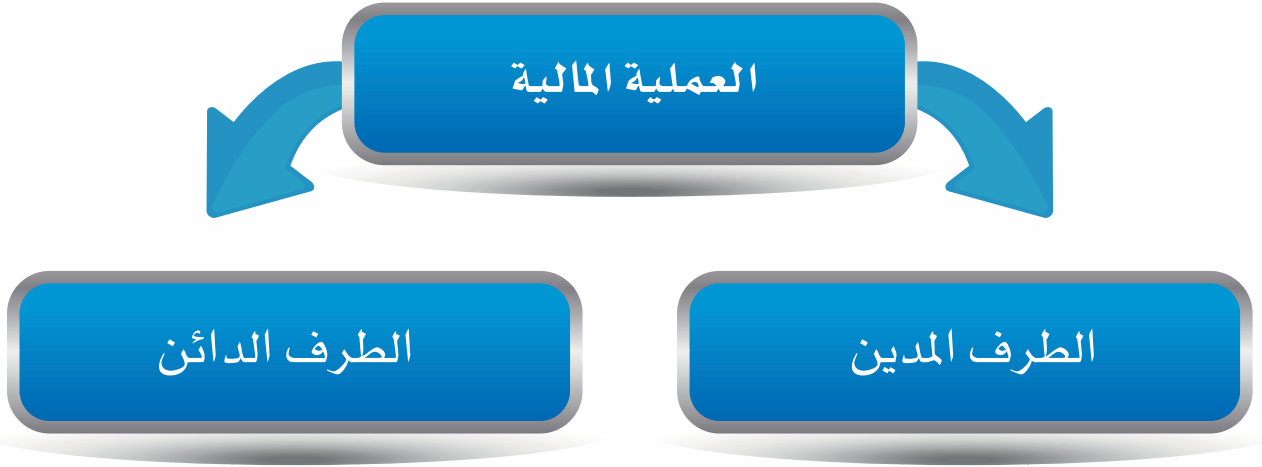 العملية المالية
الطرف المدين
الطرف الدائن